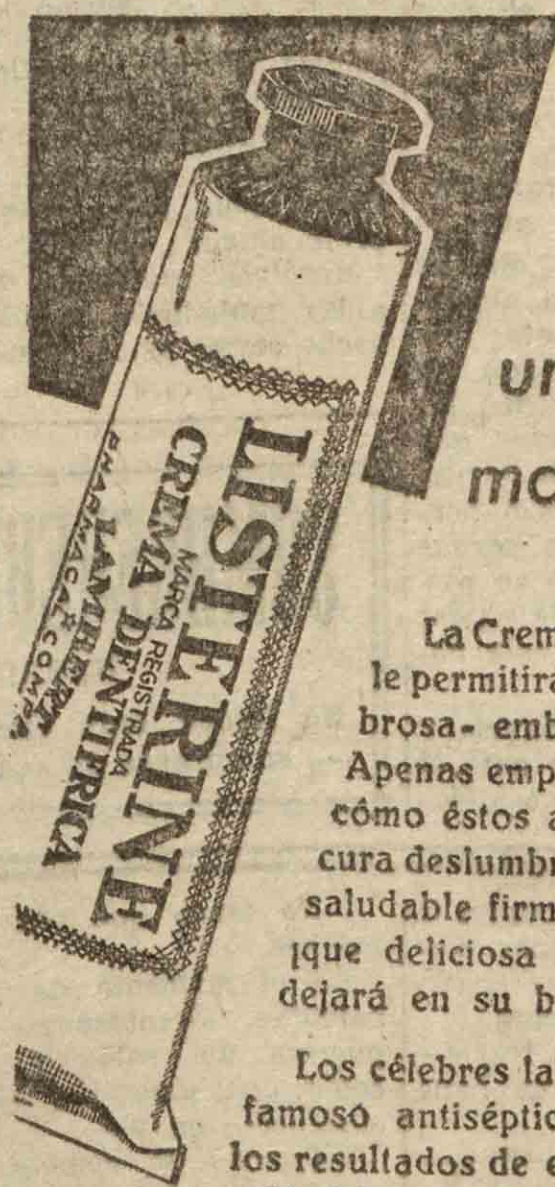 LISTERINE
MARCA REGISTRADA
CREMA DENTIFRICA
LAMBERT
PHARMACAL COMPA.
un
mo
La Crem
le permitira
brosa- emb
Apenas emp
cómo éstos a
cura deslumbr
saludable firm
¡que deliciosa
dejará en su b
Los célebres la
famoso antiséptic
los resultados de e